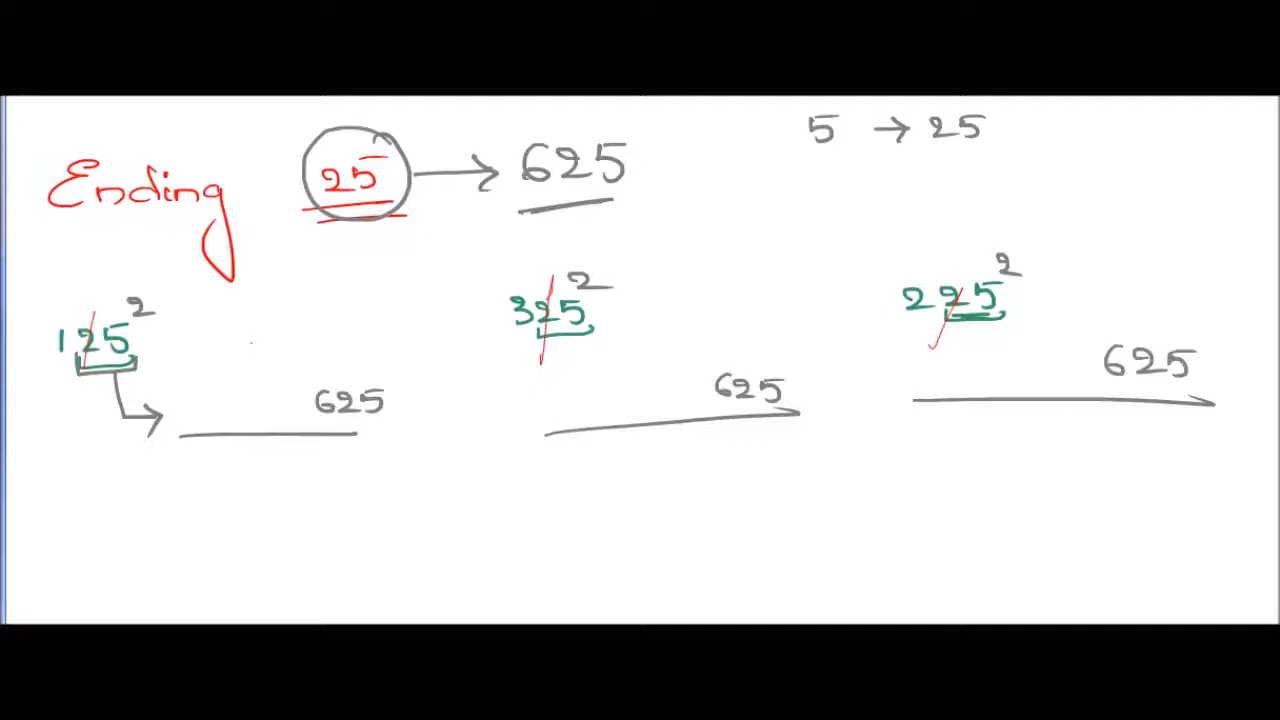 5 → 25
Ending 25 → 625
125² 325² 225²
625 625 625